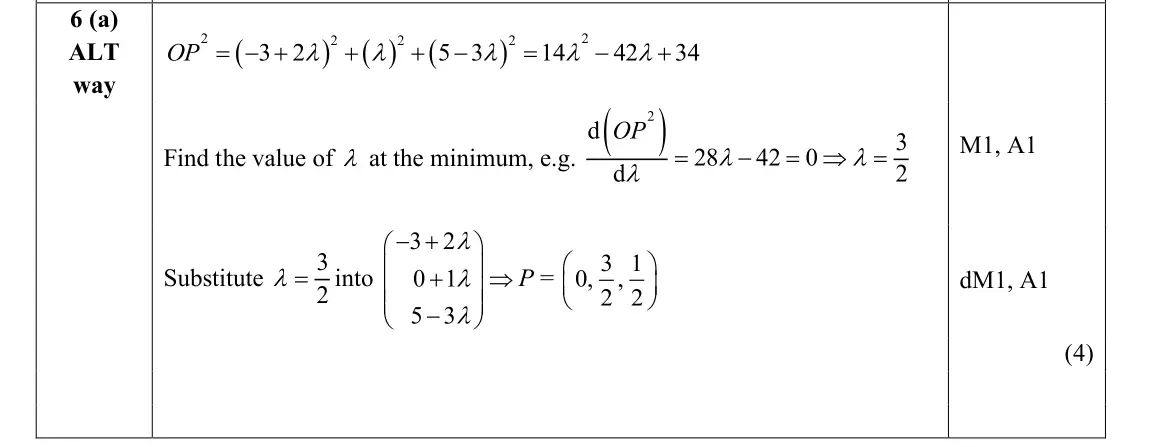 6 (a)
ALT
way
OP² = (−3 + 2λ)² + (λ)² + (5 − 3λ)² = 14λ² − 42λ + 34
Find the value of λ at the minimum, e.g. d(OP²)/dλ = 28λ − 42 = 0 ⇒ λ = 3/2
M1, A1
Substitute λ = 3/2 into (−3 + 2λ, 0 + 1λ, 5 − 3λ) ⇒ P = (0, 3/2, 1/2)
dM1, A1
(4)